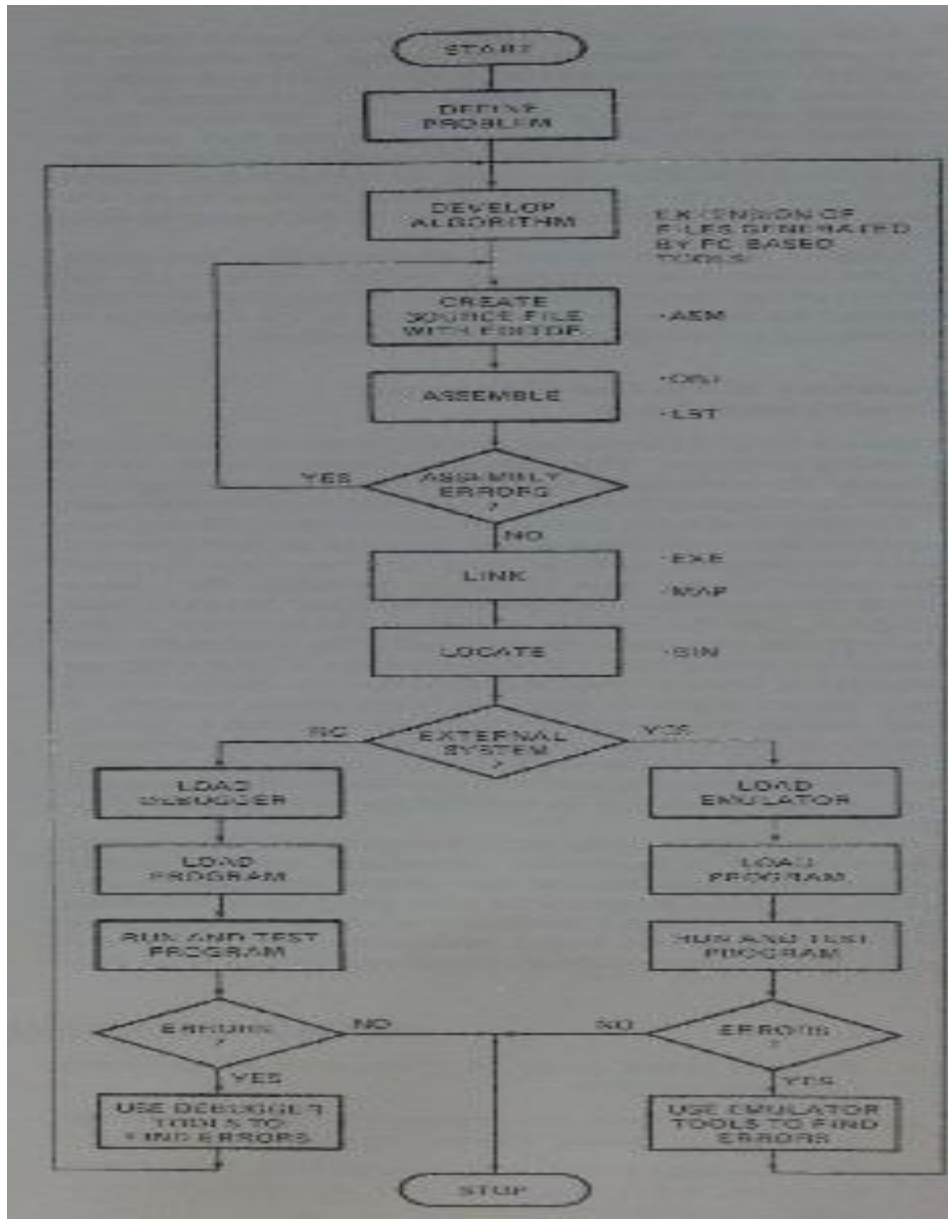 START
DEFINE
PROBLEM
DEVELOP
ALGORITHM
EXTENSION OF
FILES GENERATED
BY PC BASED
TOOLS
CREATE
SOURCE FILE
WITH EDITOR
.ASM
ASSEMBLE
.OBJ
.LST
YES
ASSEMBLY
ERRORS
?
NO
LINK
.EXE
.MAP
LOCATE
.BIN
NO
EXTERNAL
SYSTEM
?
YES
LOAD
DEBUGGER
LOAD
EMULATOR
LOAD
PROGRAM
LOAD
PROGRAM
RUN AND TEST
PROGRAM
RUN AND TEST
PROGRAM
ERRORS
?
NO
NO
ERRORS
?
YES
YES
USE DEBUGGER
TOOLS TO
FIND ERRORS
USE EMULATOR
TOOLS TO FIND
ERRORS
STOP